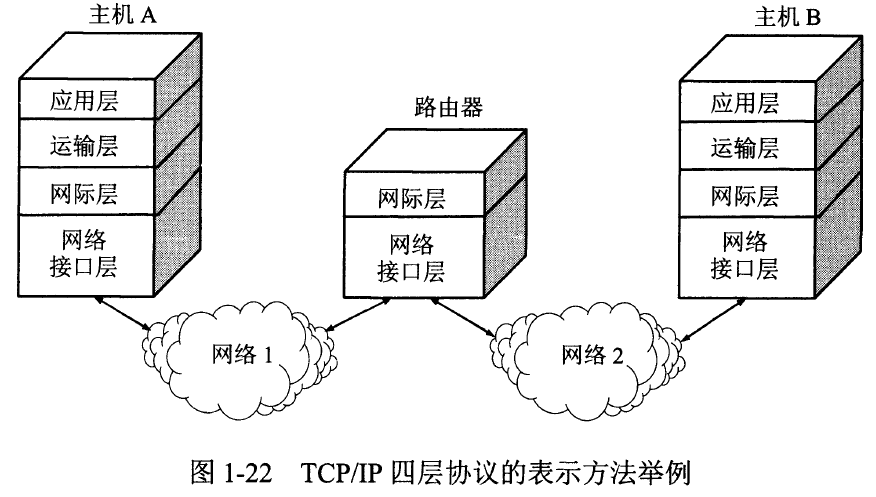 主机 A
应用层
运输层
网际层
网络
接口层
路由器
网际层
网络
接口层
主机 B
应用层
运输层
网际层
网络
接口层
网络 1
网络 2
图 1-22 TCP/IP 四层协议的表示方法举例